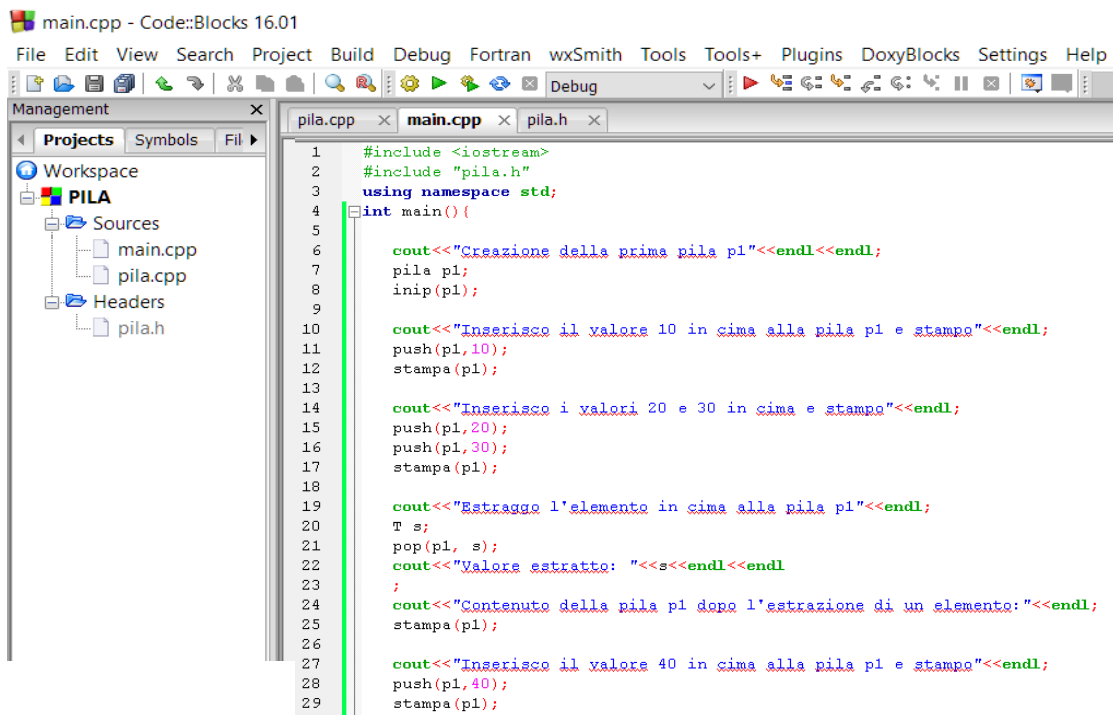 main.cpp - Code::Blocks 16.01
File Edit View Search Project Build Debug Fortran wxSmith Tools Tools+ Plugins DoxyBlocks Settings Help
Debug
Management
Projects Symbols Fil
Workspace
PILA
Sources
main.cpp
pila.cpp
Headers
pila.h
pila.cpp main.cpp pila.h
1 #include <iostream>
2 #include "pila.h"
3 using namespace std;
4 int main(){
5
6 cout<<"Creazione della prima pila p1"<<endl<<endl;
7 pila p1;
8 inip(p1);
9
10 cout<<"Inserisco il valore 10 in cima alla pila p1 e stampo"<<endl;
11 push(p1,10);
12 stampa(p1);
13
14 cout<<"Inserisco i valori 20 e 30 in cima e stampo"<<endl;
15 push(p1,20);
16 push(p1,30);
17 stampa(p1);
18
19 cout<<"Estraggo l'elemento in cima alla pila p1"<<endl;
20 T s;
21 pop(p1, s);
22 cout<<"Valore estratto: "<<s<<endl<<endl
23 ;
24 cout<<"Contenuto della pila p1 dopo l'estrazione di un elemento:"<<endl;
25 stampa(p1);
26
27 cout<<"Inserisco il valore 40 in cima alla pila p1 e stampo"<<endl;
28 push(p1,40);
29 stampa(p1);